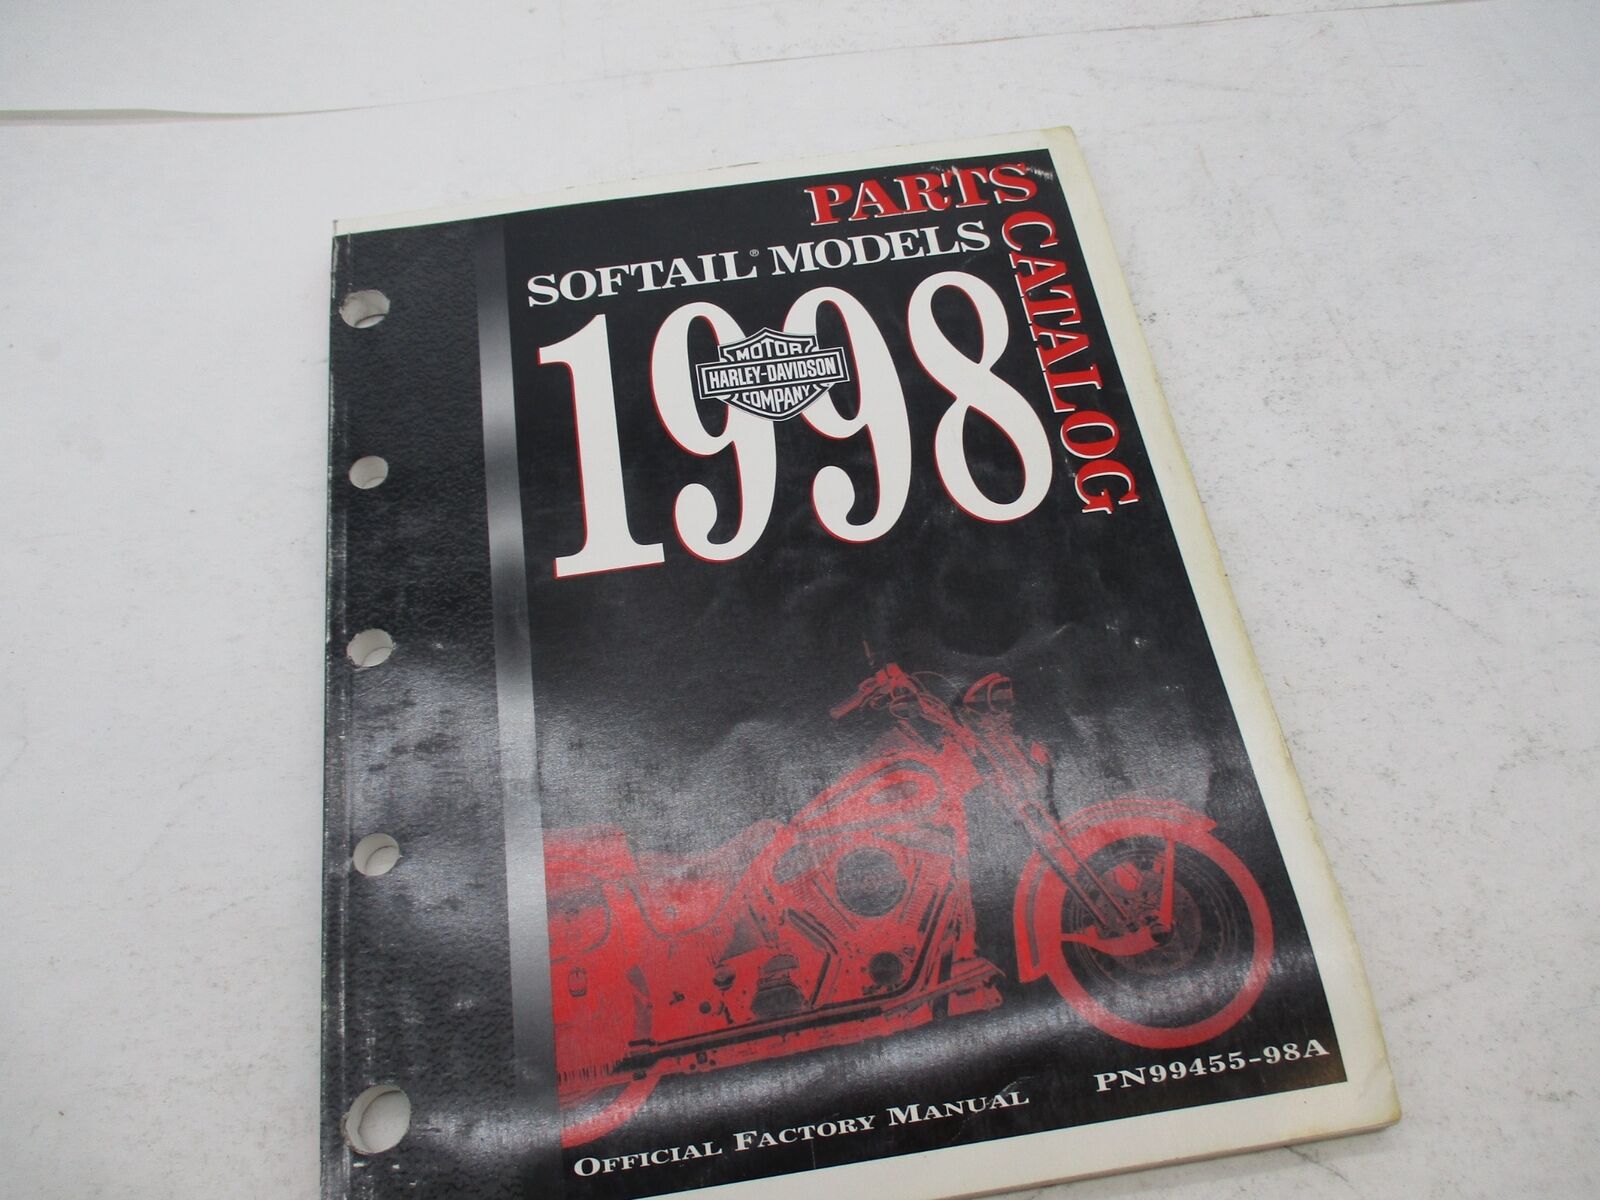 PARTS
CATALOG
SOFTAIL® MODELS
1998
MOTOR
HARLEY-DAVIDSON
COMPANY
OFFICIAL FACTORY MANUAL
PN99455-98A